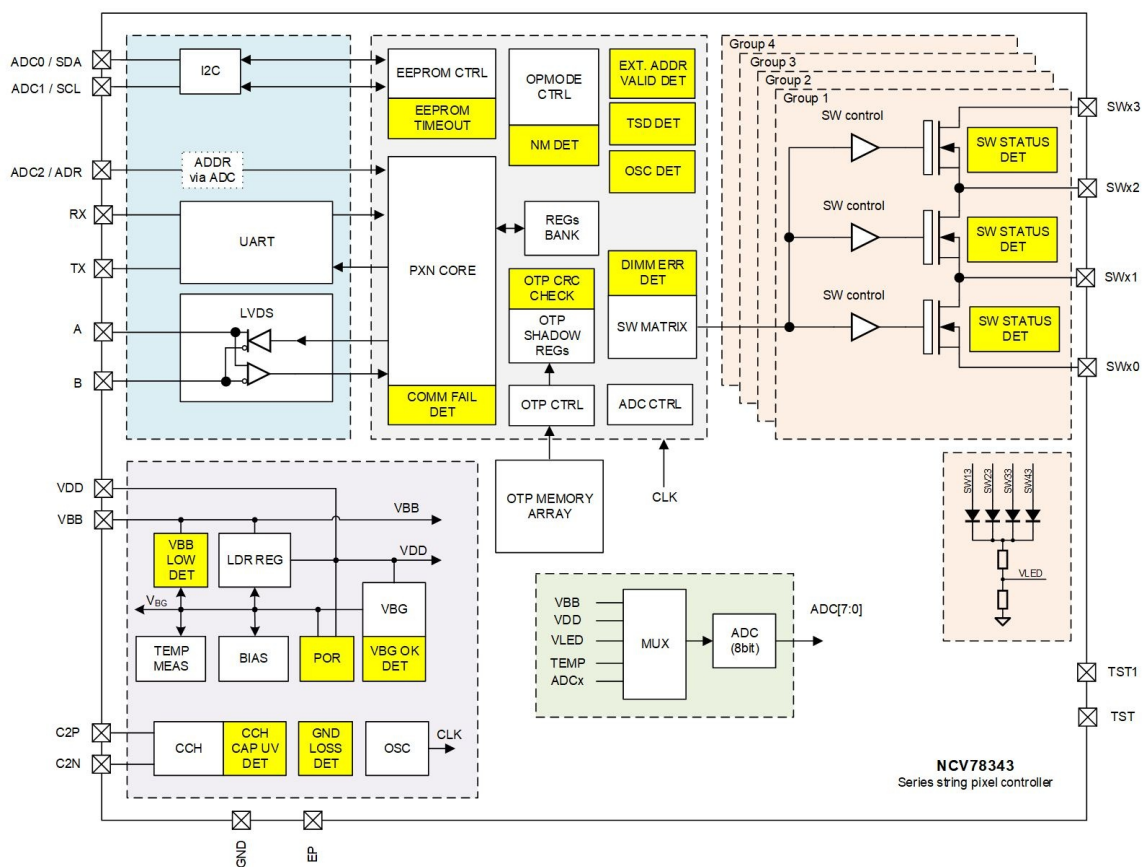 ADC0 / SDA
ADC1 / SCL
ADC2 / ADR
RX
TX
A
B
VDD
VBB
C2P
C2N
GND
EP
I2C
ADDR
via ADC
UART
LVDS
EEPROM CTRL
EEPROM
TIMEOUT
OPMODE
CTRL
NM DET
EXT. ADDR
VALID DET
TSD DET
OSC DET
PXN CORE
COMM FAIL
DET
REGs
BANK
OTP CRC
CHECK
OTP
SHADOW
REGs
OTP CTRL
DIMM ERR
DET
SW MATRIX
ADC CTRL
OTP MEMORY
ARRAY
CLK
Group 4
Group 3
Group 2
Group 1
SW control
SW STATUS
DET
SW control
SW STATUS
DET
SW control
SW STATUS
DET
SWx3
SWx2
SWx1
SWx0
VBB
VBB
LOW
DET
LDR REG
VDD
VBG
VBG
VBG OK
DET
TEMP
MEAS
BIAS
POR
CCH
CCH
CAP UV
DET
GND
LOSS
DET
OSC
CLK
VBB
VDD
VLED
TEMP
ADCx
MUX
ADC
(8bit)
ADC[7:0]
SW13
SW23
SW33
SW43
VLED
TST1
TST
NCV78343
Series string pixel controller